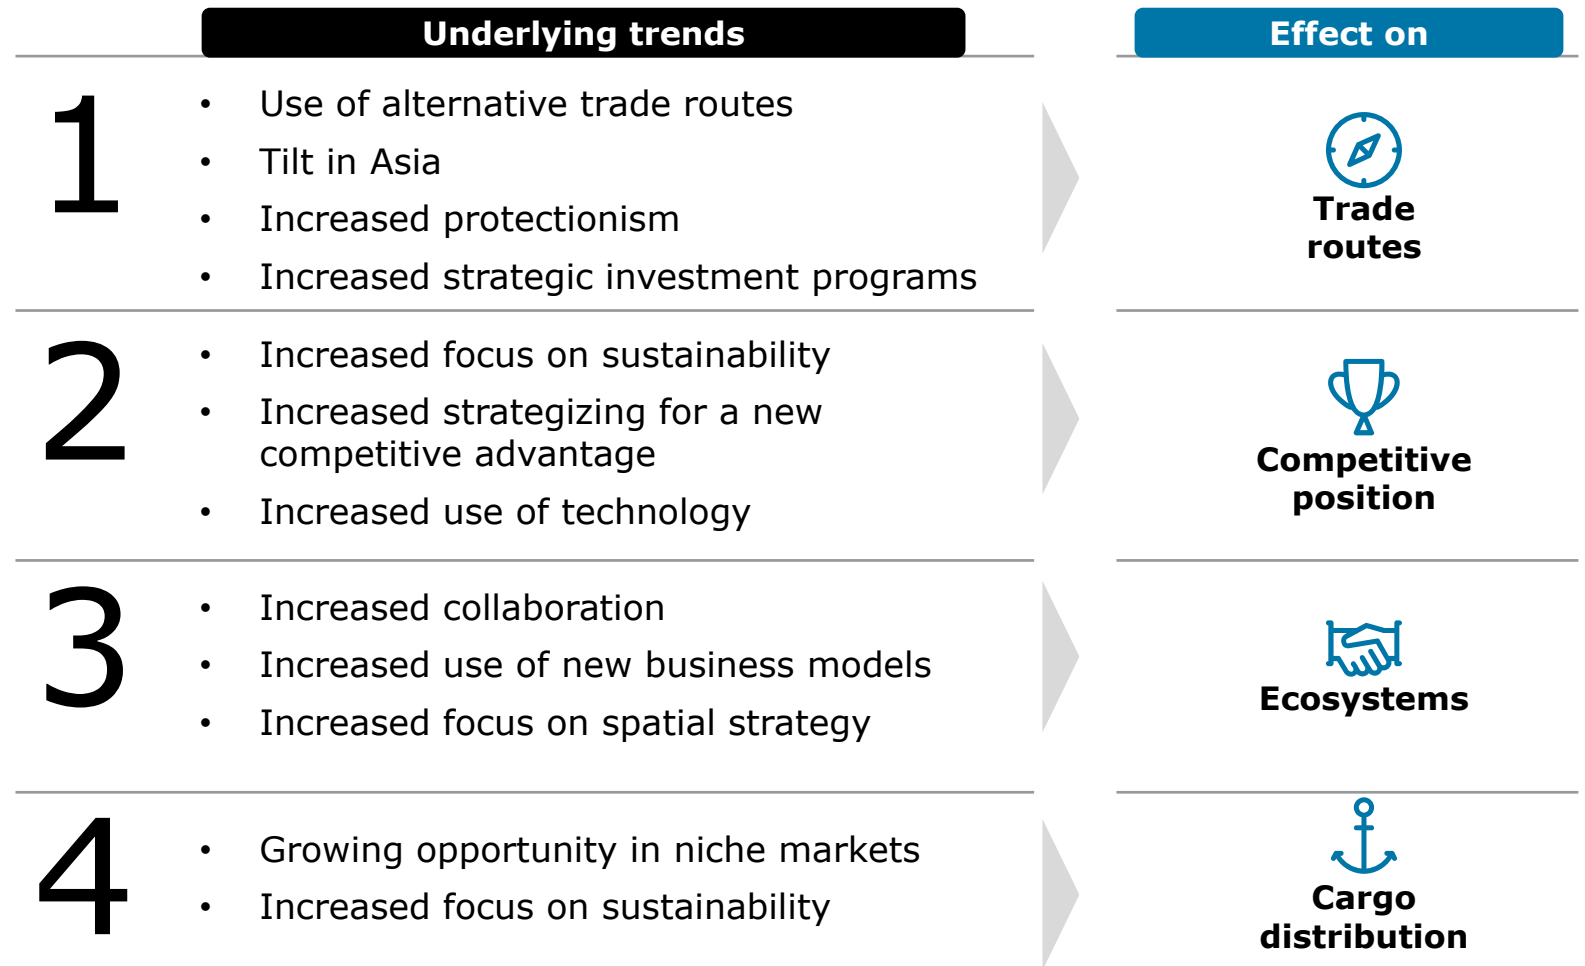 Underlying trends
Effect on
1
• Use of alternative trade routes
• Tilt in Asia
• Increased protectionism
• Increased strategic investment programs
Trade
routes
2
• Increased focus on sustainability
• Increased strategizing for a new
competitive advantage
• Increased use of technology
Competitive
position
3
• Increased collaboration
• Increased use of new business models
• Increased focus on spatial strategy
Ecosystems
4
• Growing opportunity in niche markets
• Increased focus on sustainability
Cargo
distribution